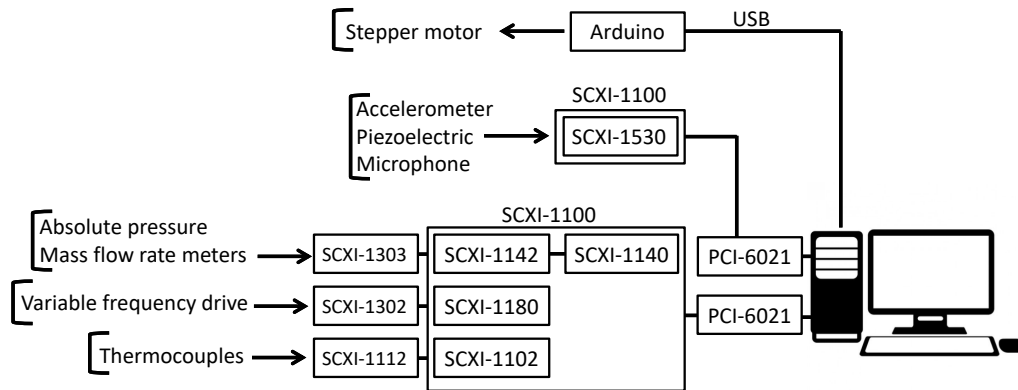 Stepper motor
Arduino
USB
SCXI-1100
Accelerometer
Piezoelectric
Microphone
SCXI-1530
SCXI-1100
Absolute pressure
Mass flow rate meters
SCXI-1303
SCXI-1142
SCXI-1140
PCI-6021
Variable frequency drive
SCXI-1302
SCXI-1180
PCI-6021
Thermocouples
SCXI-1112
SCXI-1102